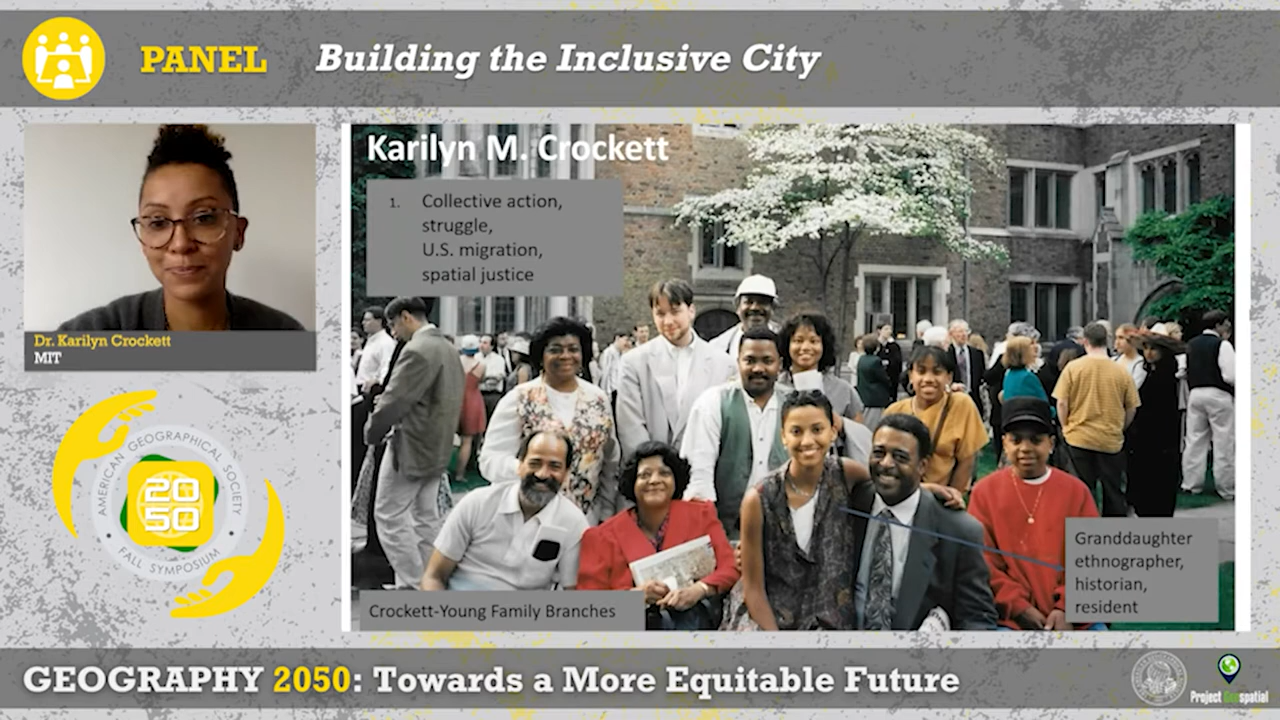 PANEL Building the Inclusive City
Karilyn M. Crockett
1. Collective action,
struggle,
U.S. migration,
spatial justice
Dr. Karilyn Crockett
MIT
AMERICAN GEOGRAPHICAL SOCIETY
20
50
• FALL SYMPOSIUM •
Granddaughter
ethnographer,
historian,
resident
Crockett-Young Family Branches
GEOGRAPHY 2050: Towards a More Equitable Future
Project Geospatial